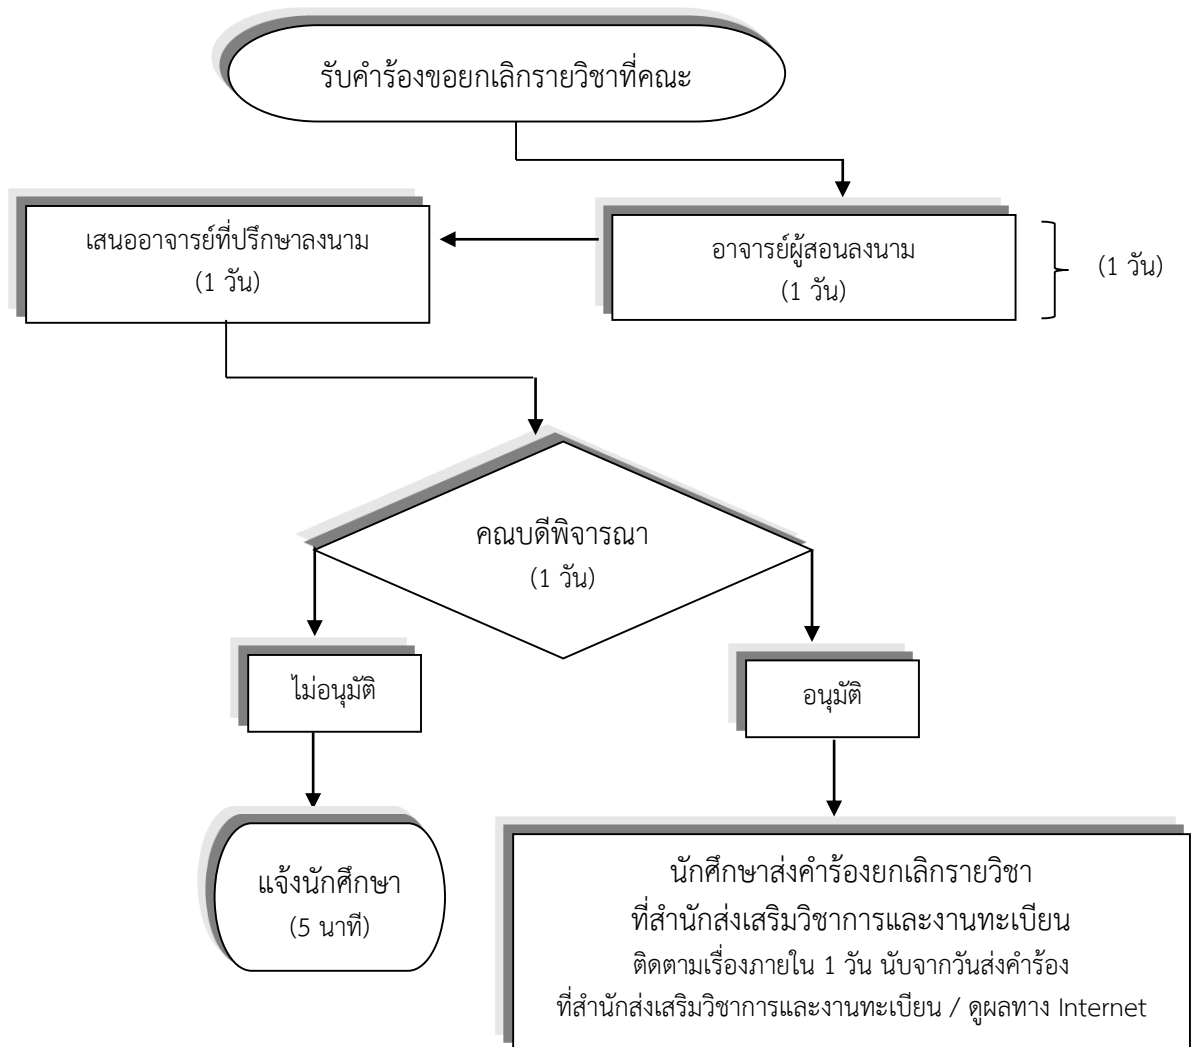 รับคำร้องขอยกเลิกรายวิชาที่คณะ
อาจารย์ผู้สอนลงนาม
(1 วัน)
(1 วัน)
เสนออาจารย์ที่ปรึกษาลงนาม
(1 วัน)
คณบดีพิจารณา
(1 วัน)
ไม่อนุมัติ
อนุมัติ
แจ้งนักศึกษา
(5 นาที)
นักศึกษาส่งคำร้องยกเลิกรายวิชา
ที่สำนักส่งเสริมวิชาการและงานทะเบียน
ติดตามเรื่องภายใน 1 วัน นับจากวันส่งคำร้อง
ที่สำนักส่งเสริมวิชาการและงานทะเบียน / ดูผลทาง Internet